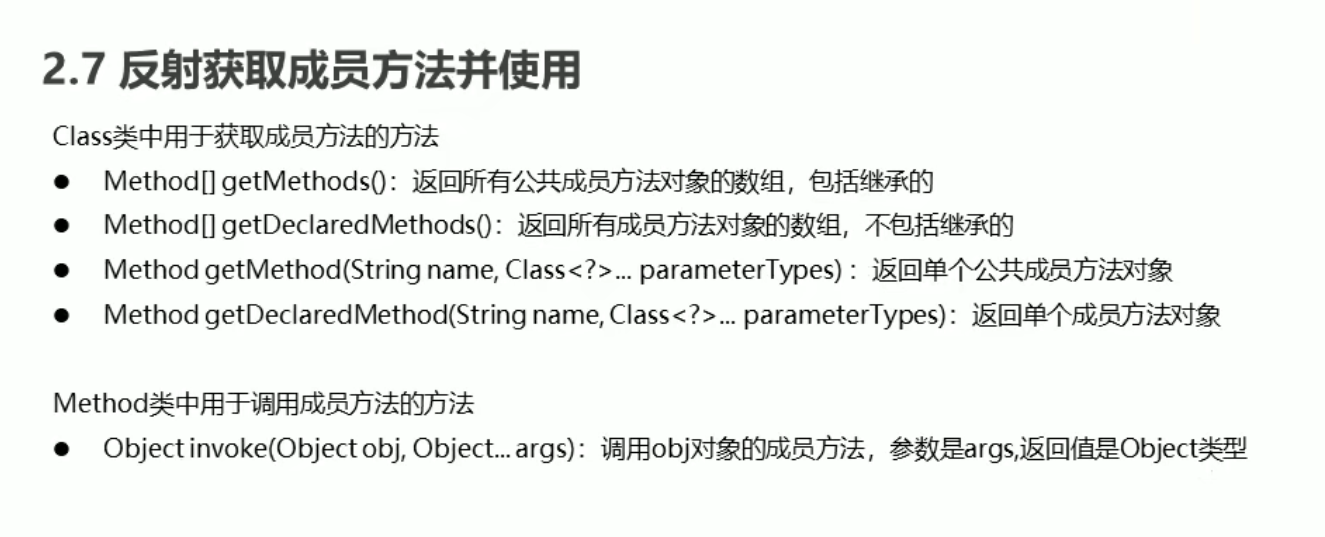 2.7 反射获取成员方法并使用
Class类中用于获取成员方法的方法
● Method[] getMethods()：返回所有公共成员方法对象的数组，包括继承的
● Method[] getDeclaredMethods()：返回所有成员方法对象的数组，不包括继承的
● Method getMethod(String name, Class<?>... parameterTypes)：返回单个公共成员方法对象
● Method getDeclaredMethod(String name, Class<?>... parameterTypes)：返回单个成员方法对象
Method类中用于调用成员方法的方法
● Object invoke(Object obj, Object... args)：调用obj对象的成员方法，参数是args,返回值是Object类型